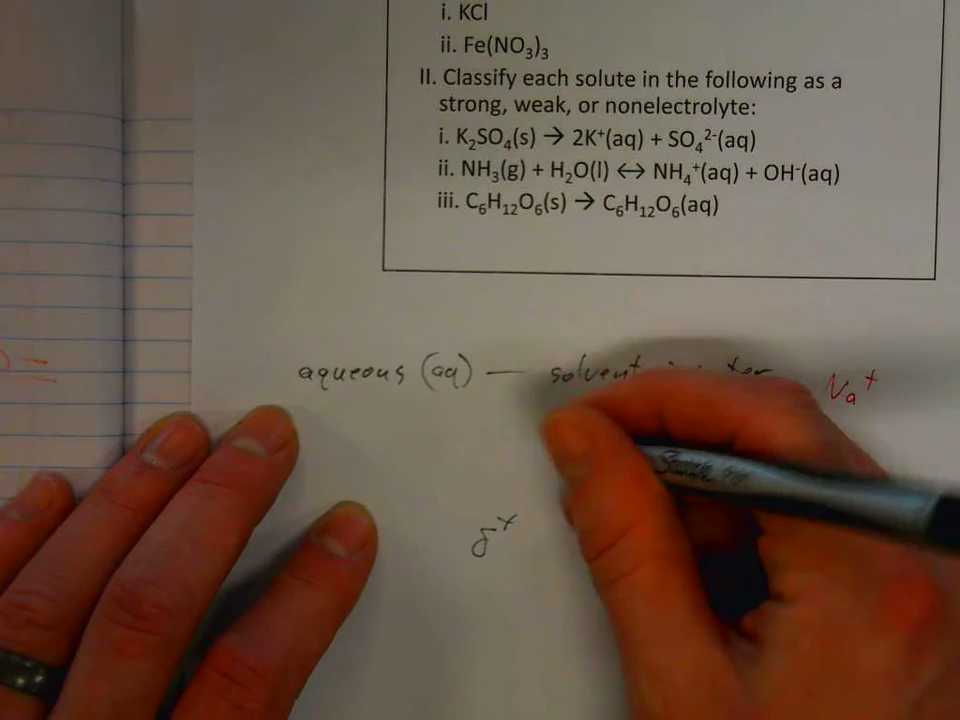 i. KCl
ii. Fe(NO₃)₃
II. Classify each solute in the following as a
strong, weak, or nonelectrolyte:
i. K₂SO₄(s) → 2K⁺(aq) + SO₄²⁻(aq)
ii. NH₃(g) + H₂O(l) ↔ NH₄⁺(aq) + OH⁻(aq)
iii. C₆H₁₂O₆(s) → C₆H₁₂O₆(aq)
aqueous (aq) — solvent
Na⁺
δ⁺